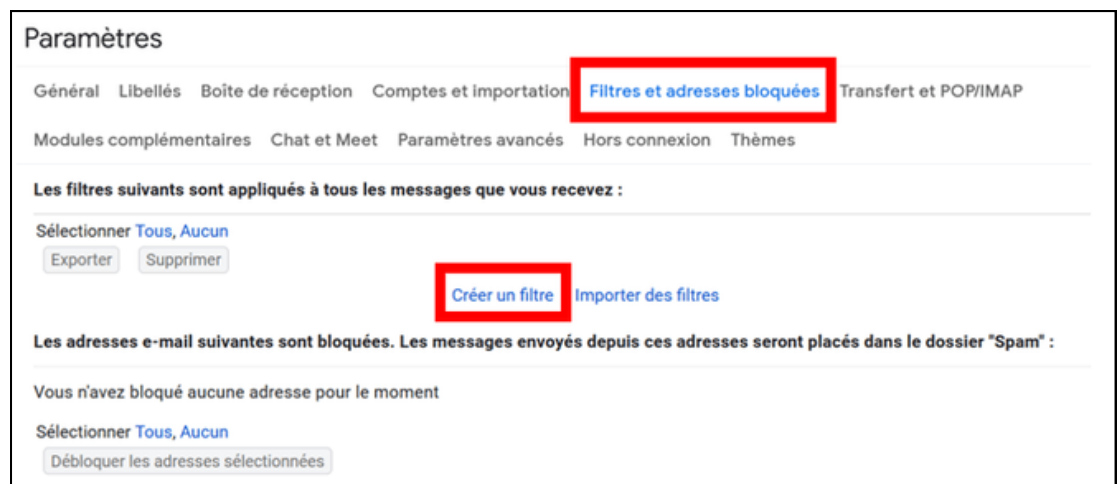 Paramètres
Général Libellés Boîte de réception Comptes et importation Filtres et adresses bloquées Transfert et POP/IMAP
Modules complémentaires Chat et Meet Paramètres avancés Hors connexion Thèmes
Les filtres suivants sont appliqués à tous les messages que vous recevez :
Sélectionner Tous, Aucun
Exporter Supprimer
Créer un filtre Importer des filtres
Les adresses e-mail suivantes sont bloquées. Les messages envoyés depuis ces adresses seront placés dans le dossier "Spam" :
Vous n'avez bloqué aucune adresse pour le moment
Sélectionner Tous, Aucun
Débloquer les adresses sélectionnées